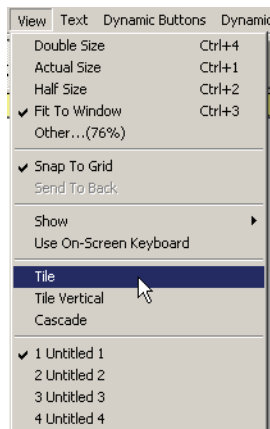 View Text Dynamic Buttons Dynamic
Double Size Ctrl+4
Actual Size Ctrl+1
Half Size Ctrl+2
Fit To Window Ctrl+3
Other...(76%)
Snap To Grid
Send To Back
Show
Use On-Screen Keyboard
Tile
Tile Vertical
Cascade
1 Untitled 1
2 Untitled 2
3 Untitled 3
4 Untitled 4